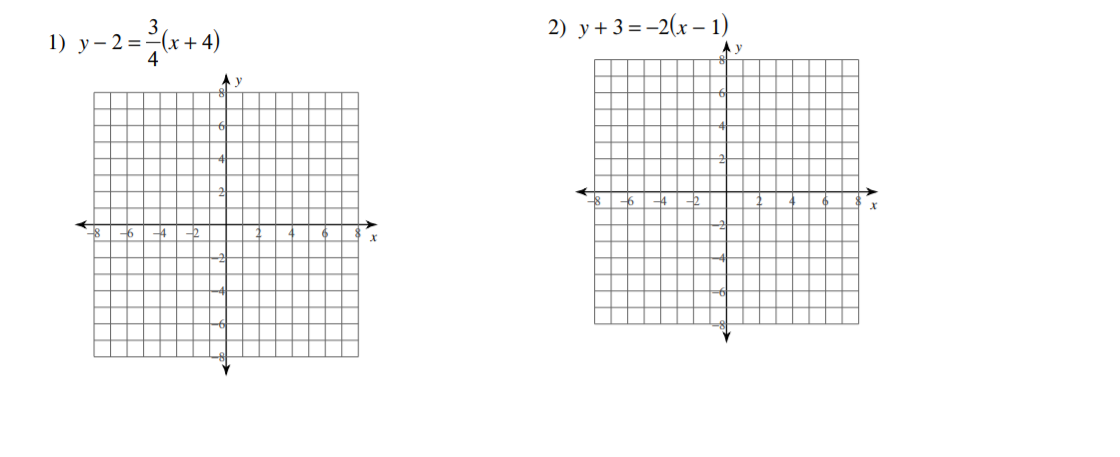 1) y – 2 = 3/4(x + 4)
y
8
6
4
2
–8 –6 –4 –2 2 4 6 8 x
–2
–4
–6
–8
2) y + 3 = –2(x – 1)
y
8
6
4
2
–8 –6 –4 –2 2 4 6 8 x
–2
–4
–6
–8